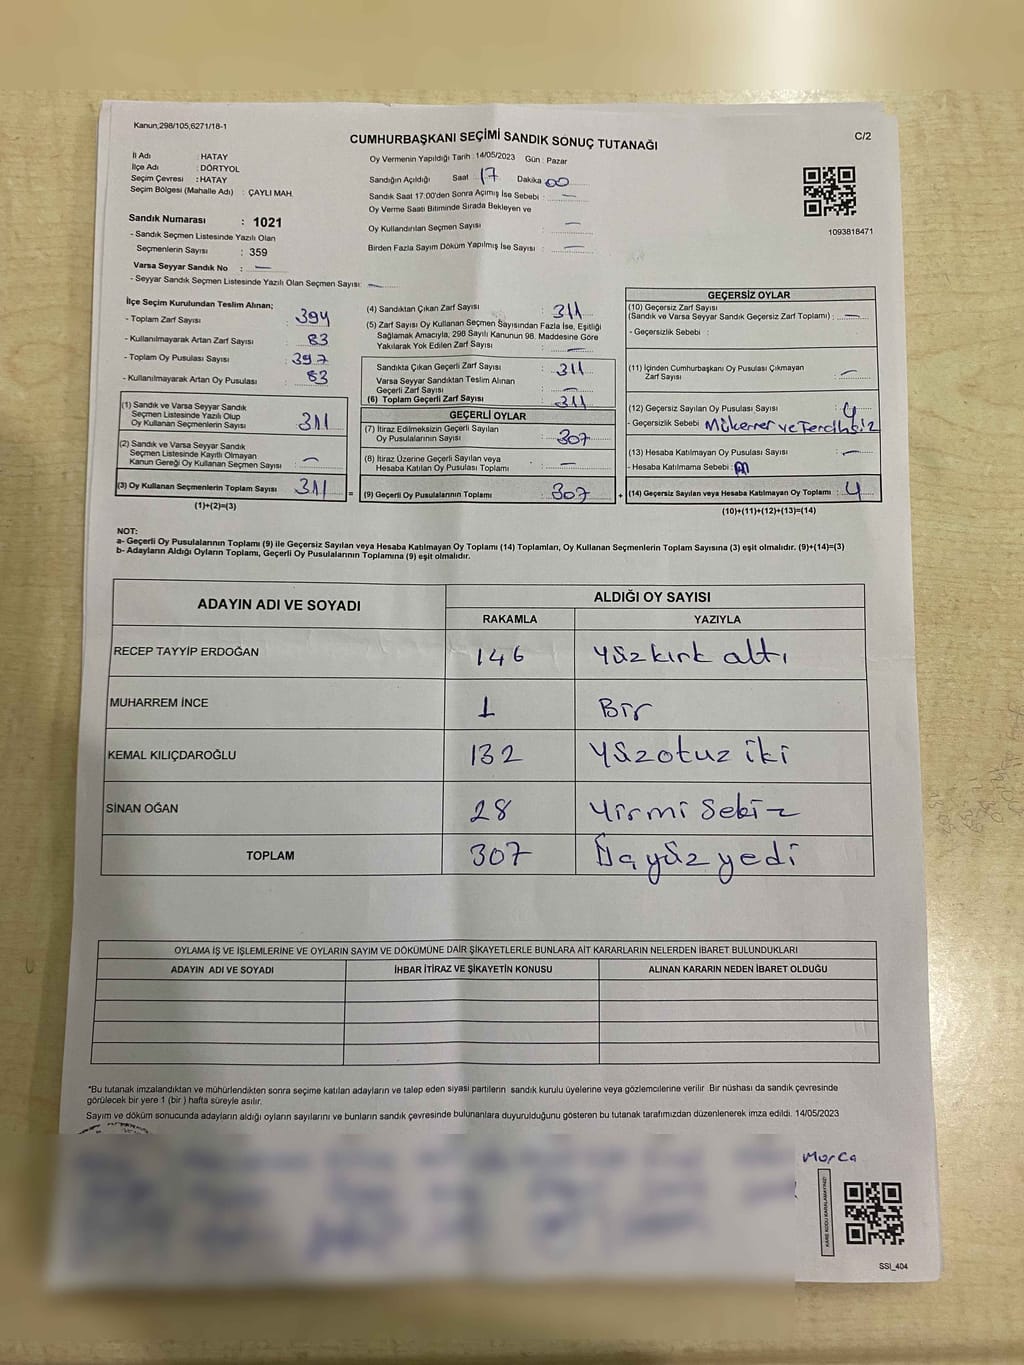 Kanun,298/105,6271/18-1
CUMHURBAŞKANI SEÇİMİ SANDIK SONUÇ TUTANAĞI
C/2
İl Adı : HATAY
İlçe Adı : DÖRTYOL
Seçim Çevresi : HATAY
Seçim Bölgesi (Mahalle Adı) : ÇAYLI MAH.
Sandık Numarası : 1021
- Sandık Seçmen Listesinde Yazılı Olan
Seçmenlerin Sayısı : 359
Varsa Seyyar Sandık No : —
- Seyyar Sandık Seçmen Listesinde Yazılı Olan Seçmen Sayısı: —
Oy Vermenin Yapıldığı Tarih : 14/05/2023 Gün : Pazar
Sandığın Açıldığı Saat 17 Dakika 00
Sandık Saat 17:00'den Sonra Açımış İse Sebebi : —
Oy Verme Saati Bitiminde Sırada Bekleyen ve
Oy Kullandırılan Seçmen Sayısı : —
Birden Fazla Sayım Döküm Yapılmış İse Sayısı : —
1093818471
İlçe Seçim Kurulundan Teslim Alınan;
- Toplam Zarf Sayısı : 394
- Kullanılmayarak Artan Zarf Sayısı : 83
- Toplam Oy Pusulası Sayısı : 397
- Kullanılmayarak Artan Oy Pusulası : 83
(1) Sandık ve Varsa Seyyar Sandık
Seçmen Listesinde Yazılı Olup
Oy Kullanan Seçmenlerin Sayısı : 311
(2) Sandık ve Varsa Seyyar Sandık
Seçmen Listesinde Kayıtlı Olmayan
Kanun Gereği Oy Kullanan Seçmen Sayısı : —
(3) Oy Kullanan Seçmenlerin Toplam Sayısı : 311 =
(1)+(2)=(3)
(4) Sandıktan Çıkan Zarf Sayısı : 311
(5) Zarf Sayısı Oy Kullanan Seçmen Sayısından Fazla İse, Eşitliği
Sağlamak Amacıyla, 298 Sayılı Kanunun 98. Maddesine Göre
Yakılarak Yok Edilen Zarf Sayısı : —
Sandıkta Çıkan Geçerli Zarf Sayısı : 311
Varsa Seyyar Sandıktan Teslim Alınan
Geçerli Zarf Sayısı : —
(6) Toplam Geçerli Zarf Sayısı : 311
GEÇERLİ OYLAR
(7) İtiraz Edilmeksizin Geçerli Sayılan
Oy Pusulalarının Sayısı : 307
(8) İtiraz Üzerine Geçerli Sayılan veya
Hesaba Katılan Oy Pusulası Toplamı : —
(9) Geçerli Oy Pusulalarının Toplamı : 307 +
GEÇERSİZ OYLAR
(10) Geçersiz Zarf Sayısı
(Sandık ve Varsa Seyyar Sandık Geçersiz Zarf Toplamı) : —
- Geçersizlik Sebebi :
(11) İçinden Cumhurbaşkanı Oy Pusulası Çıkmayan
Zarf Sayısı : —
(12) Geçersiz Sayılan Oy Pusulası Sayısı : 4
- Geçersizlik Sebebi : Mükerrer ve Tercihsiz
(13) Hesaba Katılmayan Oy Pusulası Sayısı : —
- Hesaba Katılmama Sebebi :
(14) Geçersiz Sayılan veya Hesaba Katılmayan Oy Toplamı : 4
(10)+(11)+(12)+(13)=(14)
NOT:
a- Geçerli Oy Pusulalarının Toplamı (9) ile Geçersiz Sayılan veya Hesaba Katılmayan Oy Toplamı (14) Toplamları, Oy Kullanan Seçmenlerin Toplam Sayısına (3) eşit olmalıdır. (9)+(14)=(3)
b- Adayların Aldığı Oyların Toplamı, Geçerli Oy Pusulalarının Toplamına (9) eşit olmalıdır.
ADAYIN ADI VE SOYADI
ALDIĞI OY SAYISI
RAKAMLA YAZIYLA
RECEP TAYYİP ERDOĞAN 146 Yüzkırk altı
MUHARREM İNCE 1 Bir
KEMAL KILIÇDAROĞLU 132 Yüzotuz iki
SİNAN OĞAN 28 Yirmi Sekiz
TOPLAM 307 Üçyüz yedi
OYLAMA İŞ VE İŞLEMLERİNE VE OYLARIN SAYIM VE DÖKÜMÜNE DAİR ŞİKAYETLERLE BUNLARA AİT KARARLARIN NELERDEN İBARET BULUNDUKLARI
ADAYIN ADI VE SOYADI İHBAR İTİRAZ VE ŞİKAYETİN KONUSU ALINAN KARARIN NEDEN İBARET OLDUĞU
*Bu tutanak imzalandıktan ve mühürlendikten sonra seçime katılan adayların ve talep eden siyasi partilerin sandık kurulu üyelerine veya gözlemcilerine verilir .Bir nüshası da sandık çevresinde
görülecek bir yere 1 (bir ) hafta süreyle asılır.
Sayım ve döküm sonucunda adayların aldığı oyların sayılarını ve bunların sandık çevresinde bulunanlara duyurulduğunu gösteren bu tutanak tarafımızdan düzenlenerek imza edildi. 14/05/2023
KARE KODU KARALAMAYINIZ!
SSİ_404